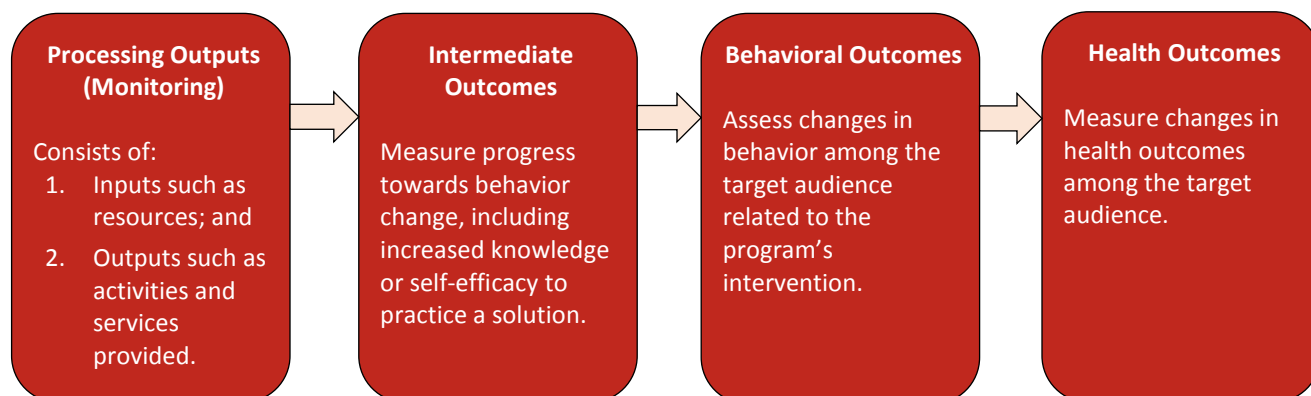 Processing Outputs
(Monitoring)
Consists of:
1. Inputs such as
resources; and
2. Outputs such as
activities and
services
provided.
Intermediate
Outcomes
Measure progress
towards behavior
change, including
increased knowledge
or self-efficacy to
practice a solution.
Behavioral Outcomes
Assess changes in
behavior among the
target audience
related to the
program’s
intervention.
Health Outcomes
Measure changes in
health outcomes
among the target
audience.